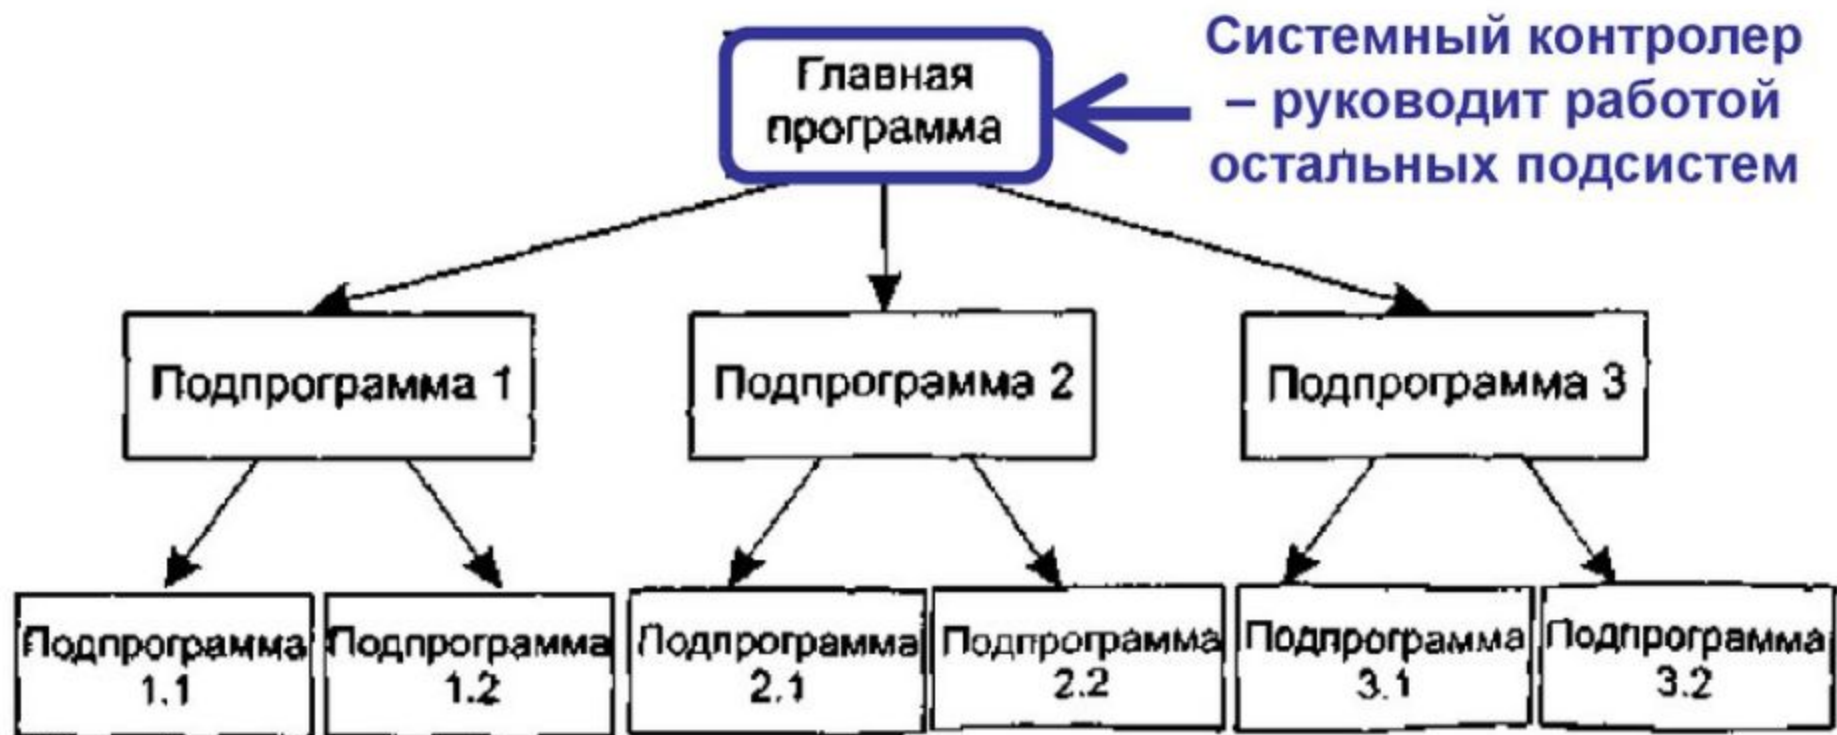 Главная
программа
Системный контролер
– руководит работой
остальных подсистем
Подпрограмма 1
Подпрограмма 2
Подпрограмма 3
Подпрограмма
1.1
Подпрограмма
1.2
Подпрограмма
2.1
Подпрограмма
2.2
Подпрограмма
3.1
Подпрограмма
3.2